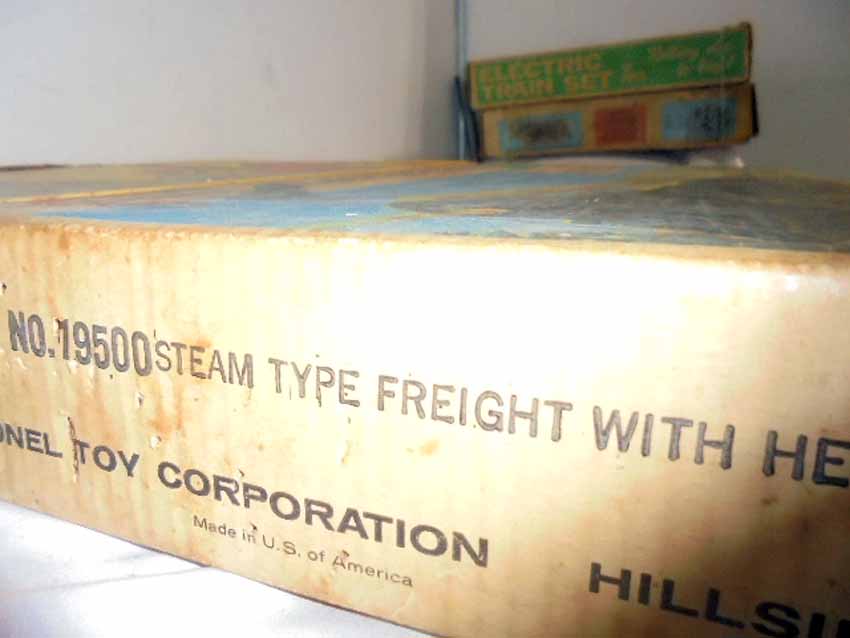 ELECTRIC
TRAIN SET
NO.19500 STEAM TYPE FREIGHT WITH HE
ONEL TOY CORPORATION
Made in U.S. of America
HILLSI